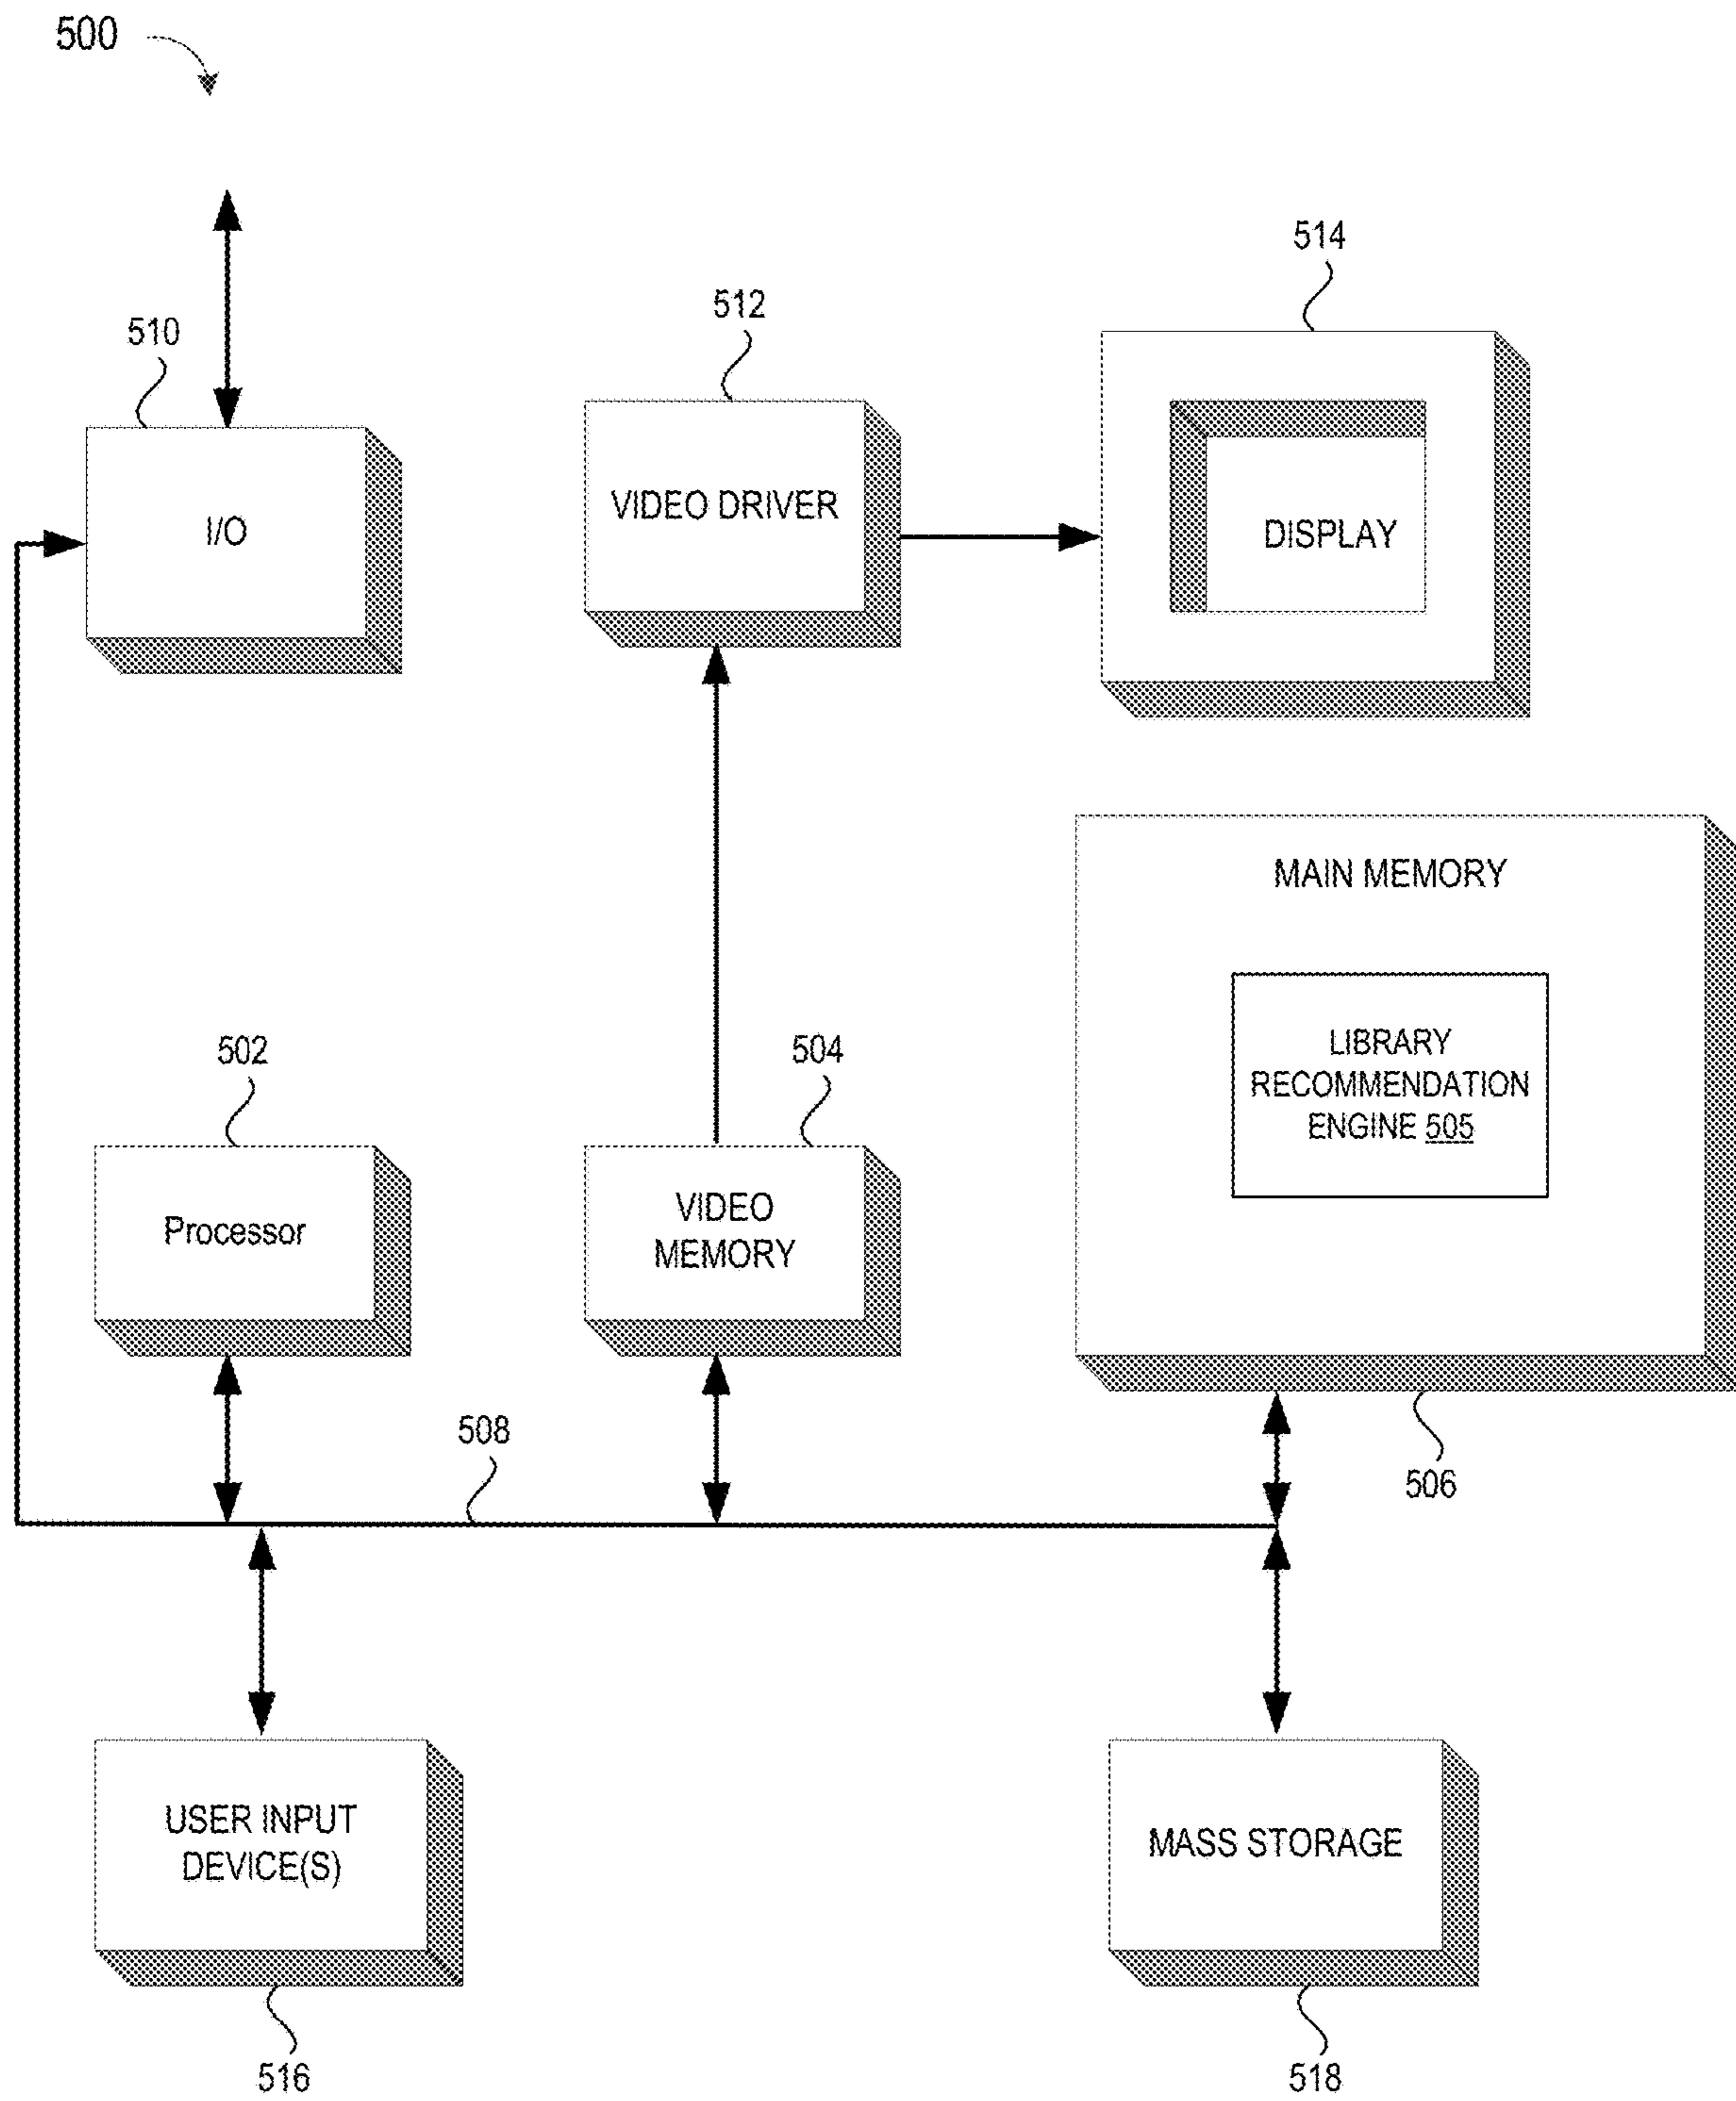 500
514
512
510
VIDEO DRIVER
I/O
DISPLAY
MAIN MEMORY
502
504
LIBRARY
RECOMMENDATION
ENGINE 505
Processor
VIDEO
MEMORY
508
506
USER INPUT
DEVICE(S)
MASS STORAGE
516
518